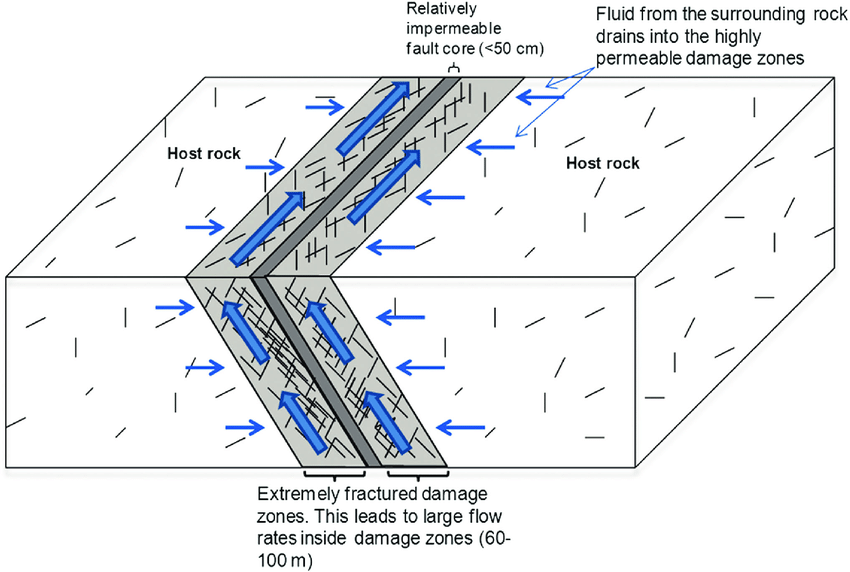 Relatively
impermeable
fault core (<50 cm)
Fluid from the surrounding rock
drains into the highly
permeable damage zones
Host rock
Host rock
Extremely fractured damage
zones. This leads to large flow
rates inside damage zones (60-
100 m)